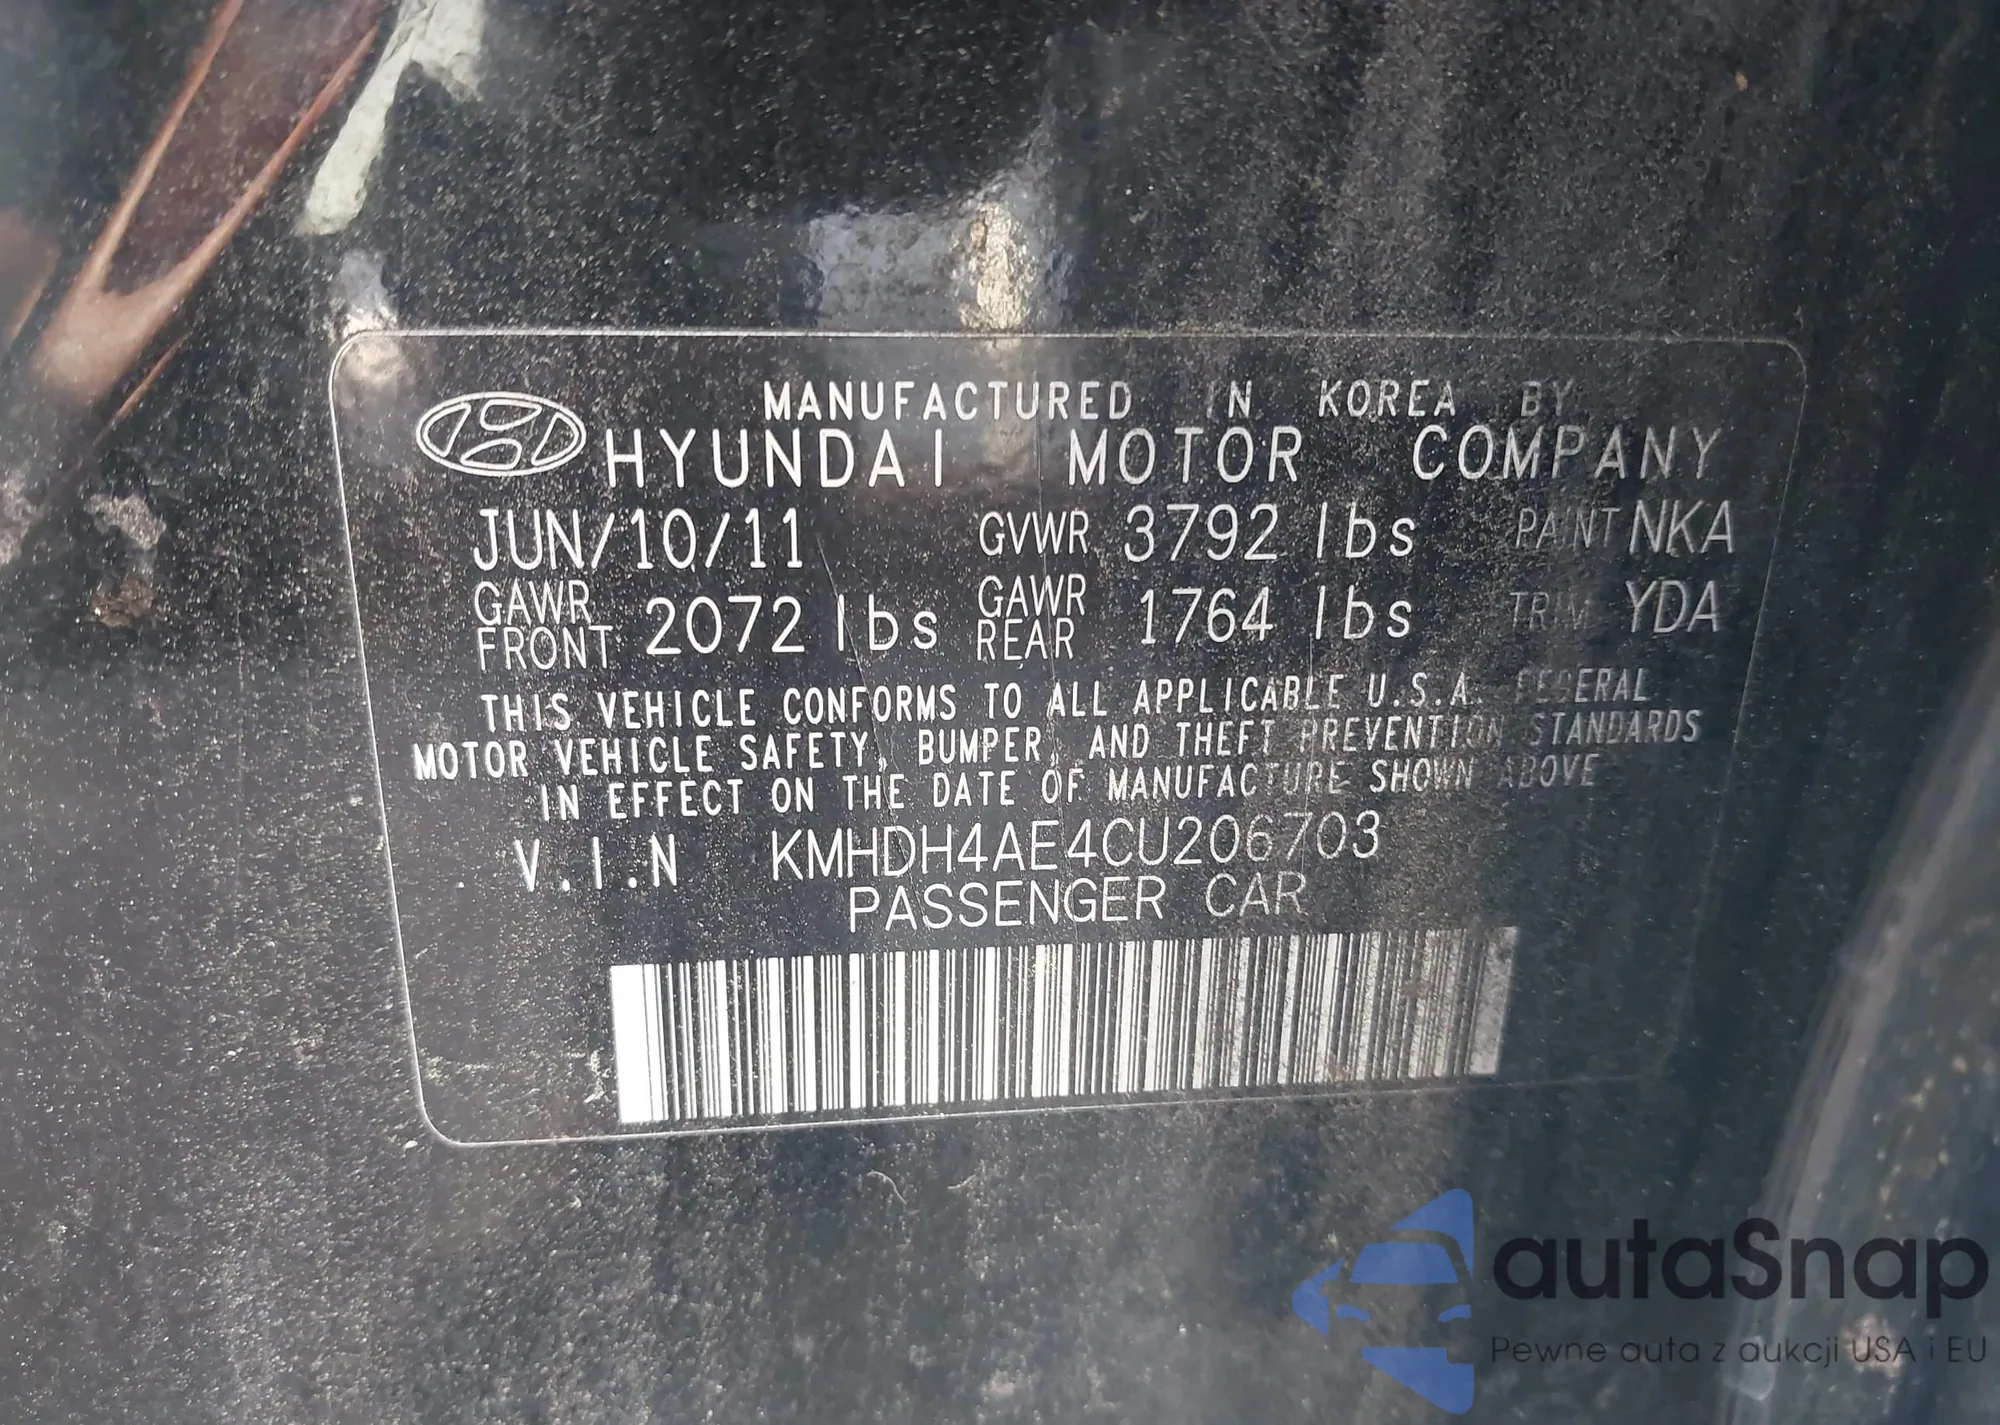 MANUFACTURED IN KOREA BY
HYUNDAI MOTOR COMPANY
JUN/10/11 GVWR 3792 lbs PAINT NKA
GAWR FRONT 2072 lbs GAWR REAR 1764 lbs TRIM YDA
THIS VEHICLE CONFORMS TO ALL APPLICABLE U.S.A. FEDERAL
MOTOR VEHICLE SAFETY, BUMPER, AND THEFT PREVENTION STANDARDS
IN EFFECT ON THE DATE OF MANUFACTURE SHOWN ABOVE
V.I.N KMHDH4AE4CU206703
PASSENGER CAR
autaSnap
Pewne auta z aukcji USA i EU